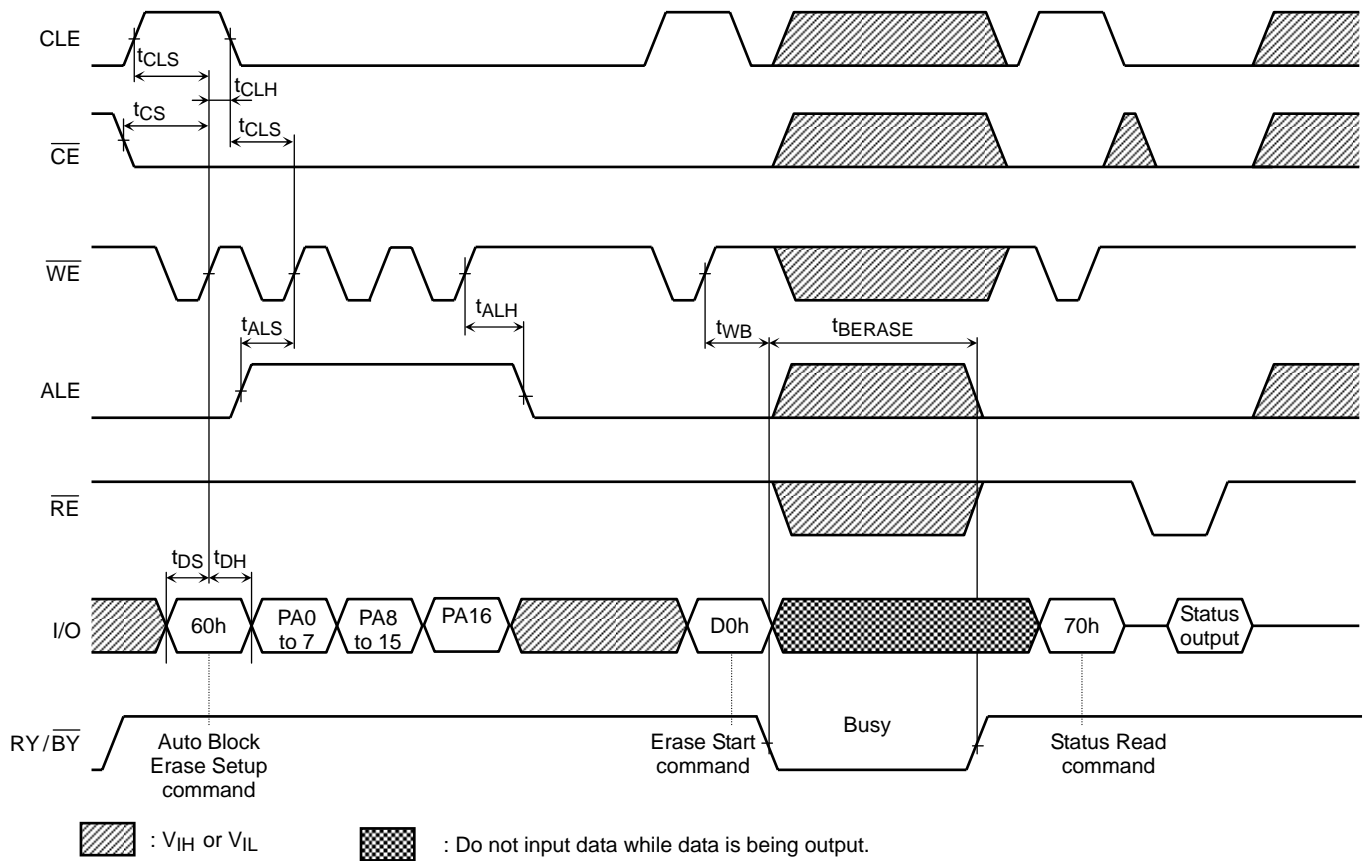 CLE
tCLS
tCLH
tCS
tCLS
CE
WE
tALS
tALH
tWB
tBERASE
ALE
RE
tDS
tDH
I/O
60h
PA0 to 7
PA8 to 15
PA16
D0h
70h
Status output
RY/BY
Busy
Auto Block
Erase Setup
command
Erase Start
command
Status Read
command
: VIH or VIL
: Do not input data while data is being output.